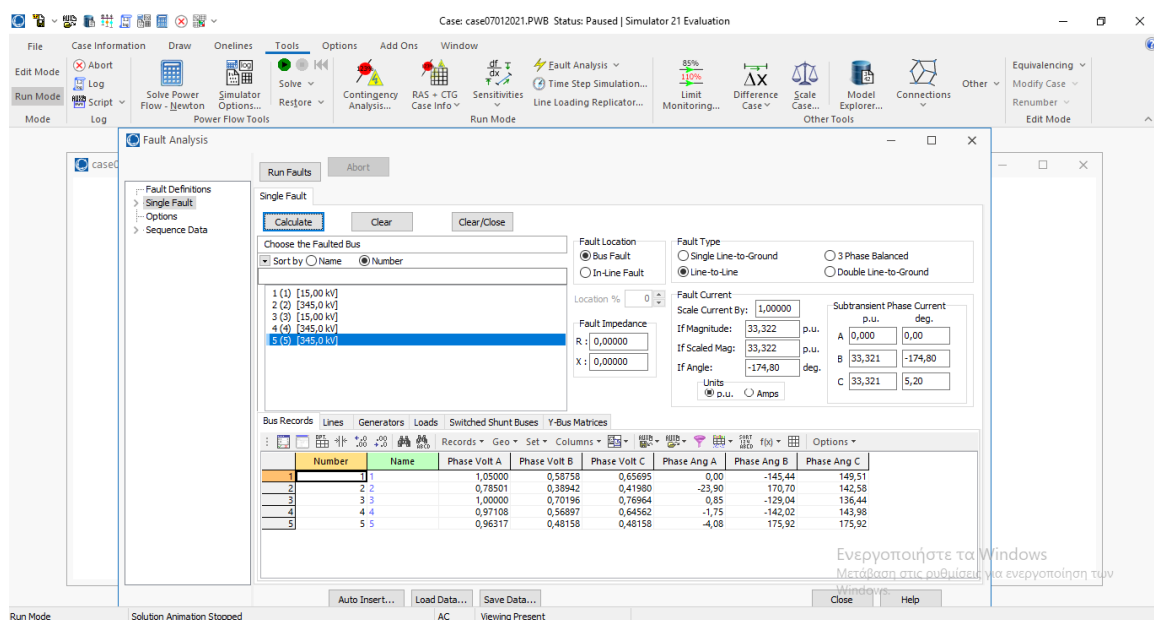 Case: case07012021.PWB Status: Paused | Simulator 21 Evaluation
File Case Information Draw Onelines Tools Options Add Ons Window
Edit Mode
Run Mode
Mode
Abort
Log
Script
Log
Solve Power
Flow - Newton
Simulator
Options...
Power Flow Tools
Solve
Restore
Contingency
Analysis...
RAS + CTG
Case Info
Sensitivities
Fault Analysis
Time Step Simulation...
Line Loading Replicator...
Run Mode
Limit
Monitoring...
Difference
Case
Scale
Case...
Model
Explorer...
Connections
Other
Other Tools
Equivalencing
Modify Case
Renumber
Edit Mode
Fault Analysis
Fault Definitions
Single Fault
Options
Sequence Data
Run Faults Abort
Single Fault
Calculate Clear Clear/Close
Choose the Faulted Bus
Sort by Name Number
1 (1) [15,00 kV]
2 (2) [345,0 kV]
3 (3) [15,00 kV]
4 (4) [345,0 kV]
5 (5) [345,0 kV]
Fault Location
Bus Fault
In-Line Fault
Location % 0
Fault Impedance
R : 0,00000
X : 0,00000
Fault Type
Single Line-to-Ground 3 Phase Balanced
Line-to-Line Double Line-to-Ground
Fault Current
Scale Current By: 1,00000
If Magnitude: 33,322 p.u.
If Scaled Mag: 33,322 p.u.
If Angle: -174,80 deg.
Units
p.u. Amps
Subtransient Phase Current
p.u. deg.
A 0,000 0,00
B 33,321 -174,80
C 33,321 5,20
Bus Records Lines Generators Loads Switched Shunt Buses Y-Bus Matrices
Records Geo Set Columns f(x) Options
Number Name Phase Volt A Phase Volt B Phase Volt C Phase Ang A Phase Ang B Phase Ang C
1 1 1 1,05000 0,58758 0,65695 0,00 -145,44 149,51
2 2 2 0,78501 0,38942 0,41980 -23,90 170,70 142,58
3 3 3 1,00000 0,70196 0,76964 0,85 -129,04 136,44
4 4 4 0,97108 0,56897 0,64562 -1,75 -142,02 143,98
5 5 5 0,96317 0,48158 0,48158 -4,08 175,92 175,92
Ενεργοποιήστε τα Windows
Μετάβαση στις ρυθμίσεις για ενεργοποίηση των
Windows.
Auto Insert... Load Data... Save Data... Close Help
Run Mode Solution Animation Stopped AC Viewing Present